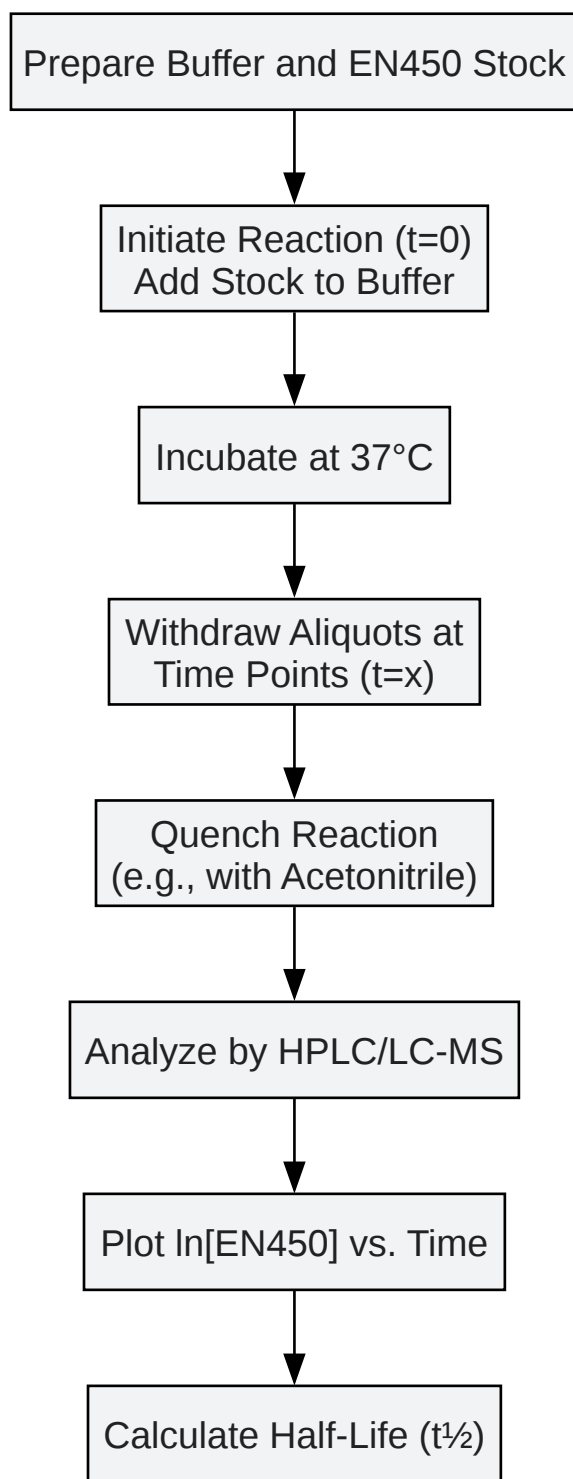 Prepare Buffer and EN450 Stock
Initiate Reaction (t=0)
Add Stock to Buffer
Incubate at 37°C
Withdraw Aliquots at
Time Points (t=x)
Quench Reaction
(e.g., with Acetonitrile)
Analyze by HPLC/LC-MS
Plot ln[EN450] vs. Time
Calculate Half-Life (t½)